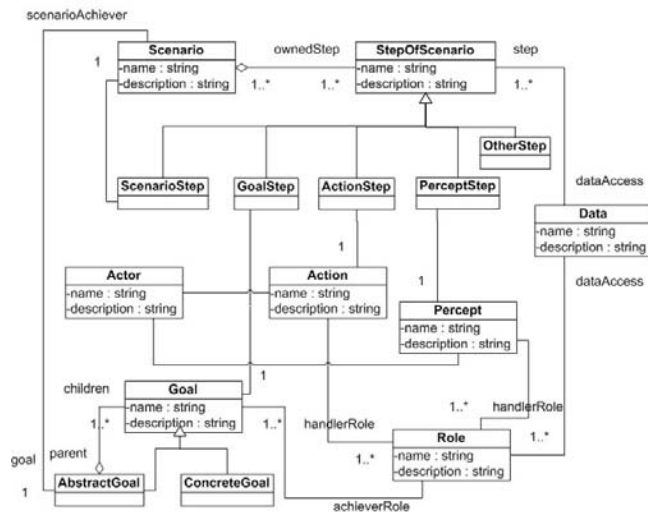 scenarioAchiever
Scenario
-name : string
-description : string
1
ownedStep
1..*
1..*
StepOfScenario
-name : string
-description : string
step
1..*
ScenarioStep
GoalStep
ActionStep
PerceptStep
OtherStep
dataAccess
Data
-name : string
-description : string
dataAccess
1
1
Actor
-name : string
-description : string
Action
-name : string
-description : string
Percept
-name : string
-description : string
1
children
1..*
Goal
-name : string
-description : string
1..*
handlerRole
1..*
1..*
handlerRole
1..*
Role
-name : string
-description : string
goal
parent
1
AbstractGoal
ConcreteGoal
achieverRole